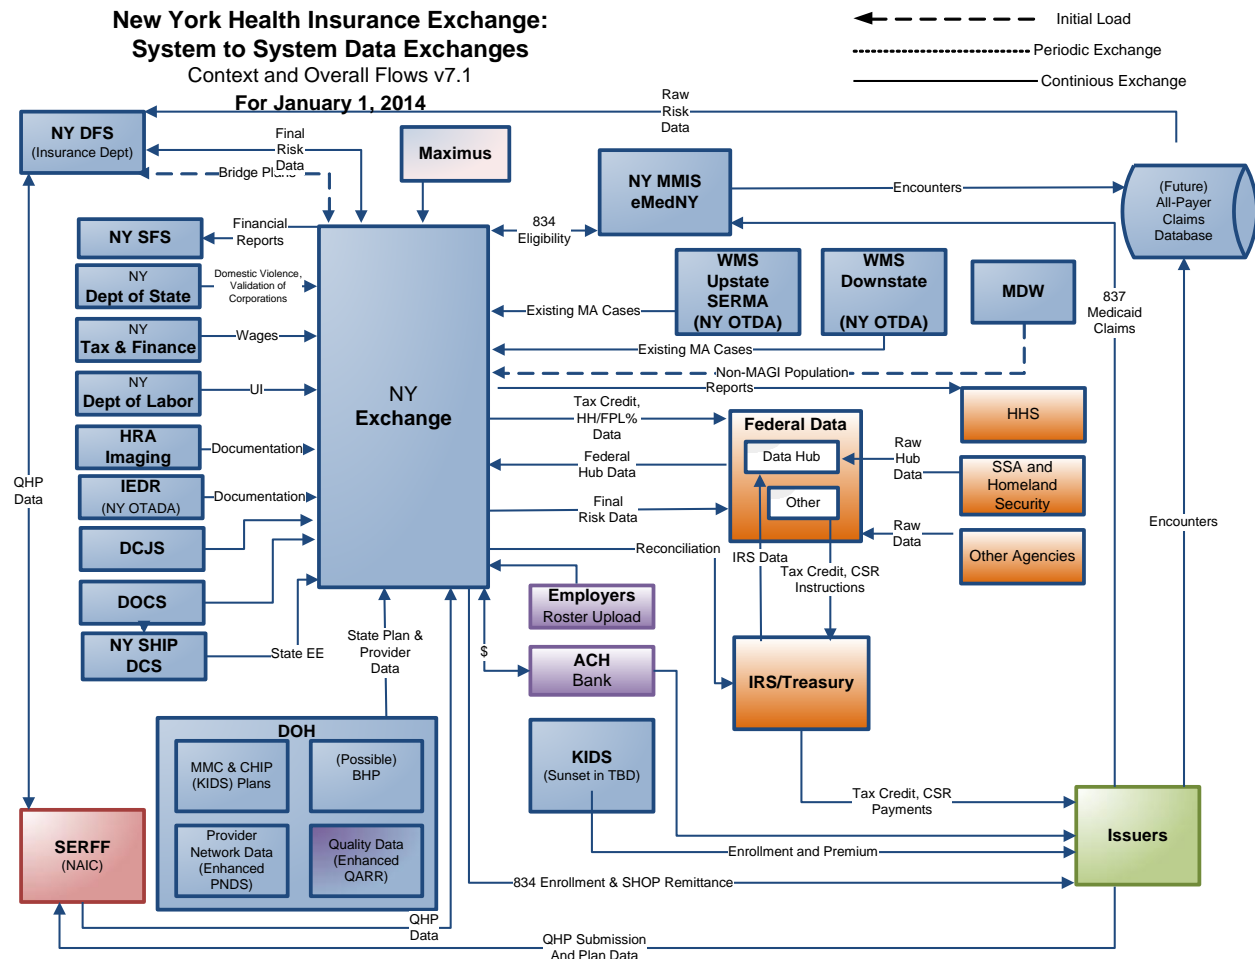 New York Health Insurance Exchange:
System to System Data Exchanges
Context and Overall Flows v7.1
For January 1, 2014
Initial Load
Periodic Exchange
Continious Exchange
Raw
Risk
Data
NY DFS
(Insurance Dept)
Final
Risk
Data
Bridge Plans
Maximus
NY MMIS
eMedNY
Encounters
(Future)
All-Payer
Claims
Database
NY SFS
Financial
Reports
834
Eligibility
NY
Dept of State
Domestic Violence,
Validation of
Corporations
WMS
Upstate
SERMA
(NY OTDA)
WMS
Downstate
(NY OTDA)
MDW
837
Medicaid
Claims
Existing MA Cases
NY
Tax & Finance
Wages
Existing MA Cases
Non-MAGI Population
Reports
NY
Dept of Labor
UI
NY
Exchange
Tax Credit,
HH/FPL%
Data
Federal Data
Data Hub
Other
HHS
HRA
Imaging
Documentation
Federal
Hub Data
Raw
Hub
Data
SSA and
Homeland
Security
QHP
Data
IEDR
(NY OTADA)
Documentation
Final
Risk Data
Raw
Data
Other Agencies
Encounters
DCJS
Reconciliation
IRS Data
Tax Credit, CSR
Instructions
DOCS
Employers
Roster Upload
NY SHIP
DCS
State EE
State Plan &
Provider
Data
$
ACH
Bank
IRS/Treasury
DOH
MMC & CHIP
(KIDS) Plans
(Possible)
BHP
Provider
Network Data
(Enhanced
PNDS)
Quality Data
(Enhanced
QARR)
KIDS
(Sunset in TBD)
Tax Credit, CSR
Payments
SERFF
(NAIC)
Issuers
Enrollment and Premium
834 Enrollment & SHOP Remittance
QHP
Data
QHP Submission
And Plan Data